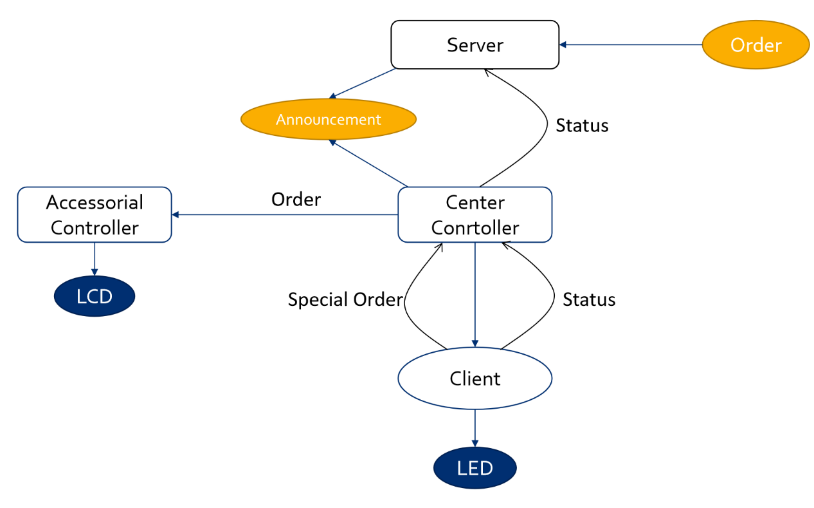 Server
Order
Announcement
Status
Accessorial
Controller
Order
Center
Conrtoller
LCD
Special Order
Status
Client
LED